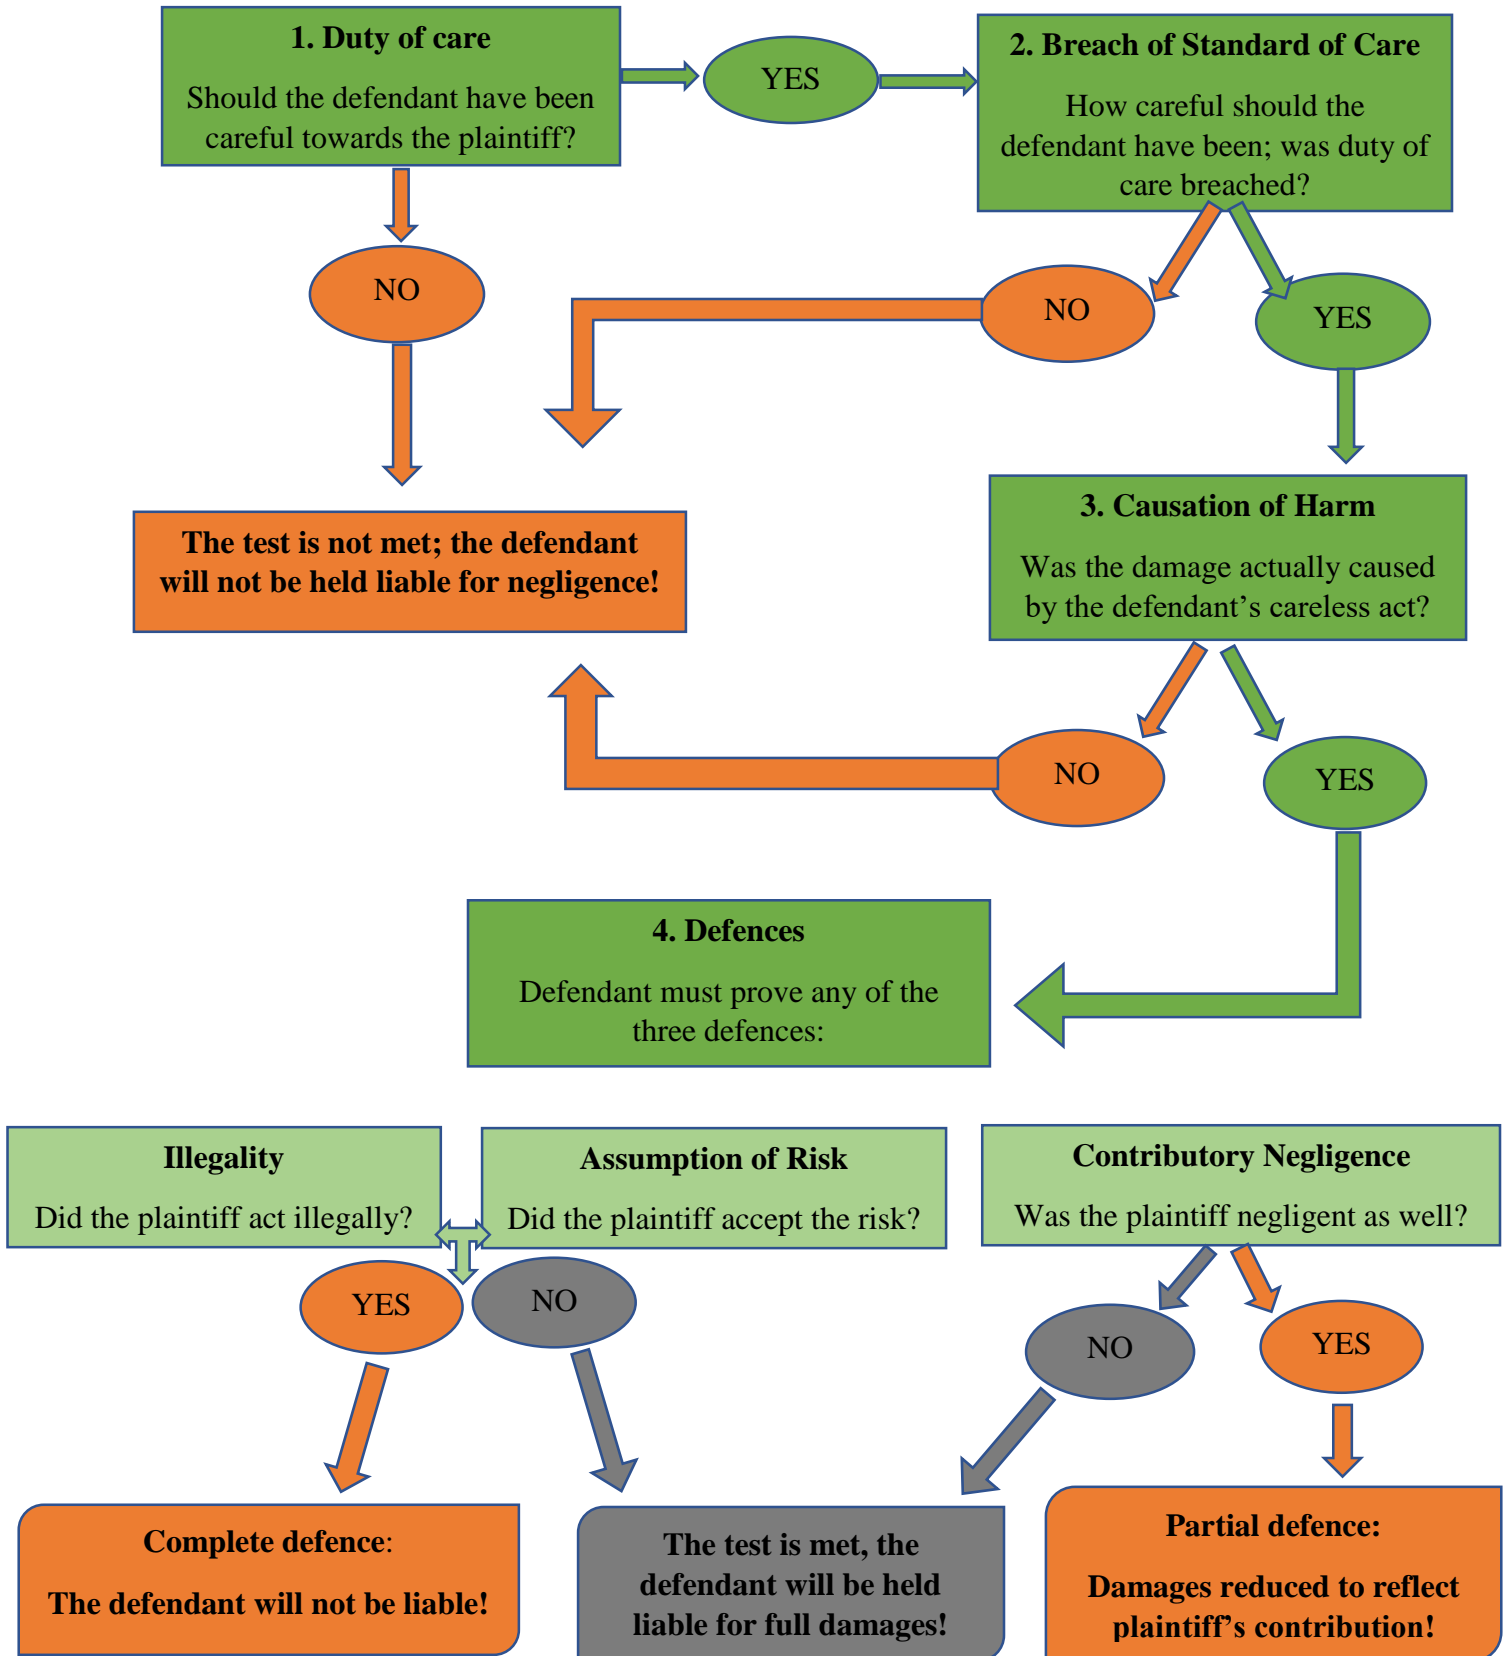 1. Duty of care
Should the defendant have been
careful towards the plaintiff?
YES
2. Breach of Standard of Care
How careful should the
defendant have been; was duty of
care breached?
NO
NO
YES
3. Causation of Harm
Was the damage actually caused
by the defendant’s careless act?
The test is not met; the defendant
will not be held liable for negligence!
NO
YES
4. Defences
Defendant must prove any of the
three defences:
Illegality
Did the plaintiff act illegally?
Assumption of Risk
Did the plaintiff accept the risk?
Contributory Negligence
Was the plaintiff negligent as well?
YES
NO
NO
YES
Complete defence:
The defendant will not be liable!
The test is met, the
defendant will be held
liable for full damages!
Partial defence:
Damages reduced to reflect
plaintiff’s contribution!